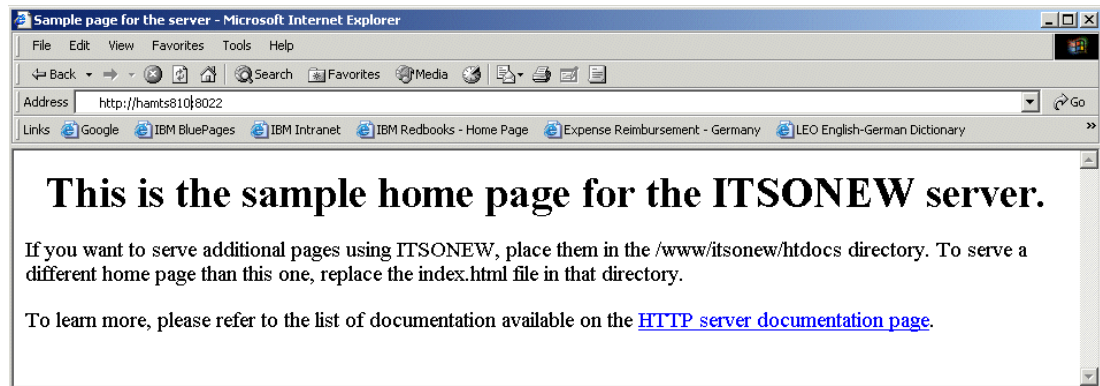 Sample page for the server - Microsoft Internet Explorer
File Edit View Favorites Tools Help
Back Search Favorites Media
Address http://hamts810:8022 Go
Links Google IBM BluePages IBM Intranet IBM Redbooks - Home Page Expense Reimbursement - Germany LEO English-German Dictionary »
This is the sample home page for the ITSONEW server.
If you want to serve additional pages using ITSONEW, place them in the /www/itsonew/htdocs directory. To serve a
different home page than this one, replace the index.html file in that directory.
To learn more, please refer to the list of documentation available on the HTTP server documentation page.